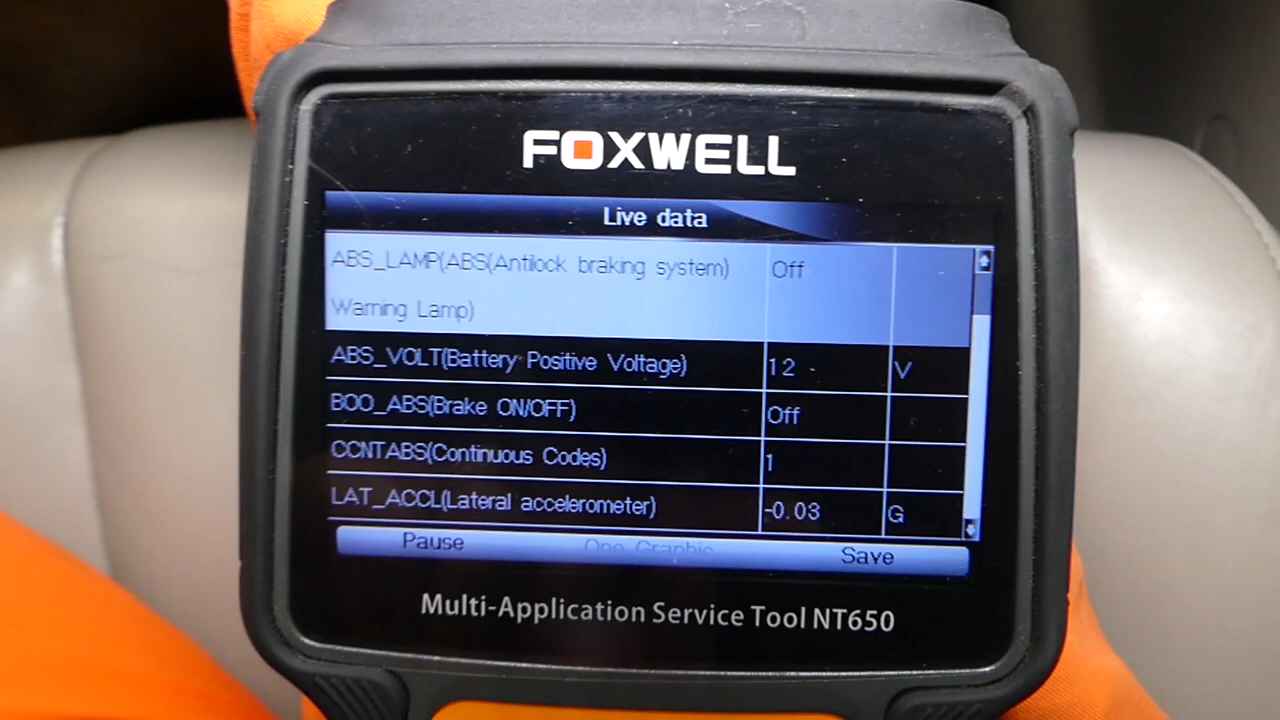 FOXWELL
Live data
ABS_LAMP(ABS(Antilock braking system) Off
Warning Lamp)
ABS_VOLT(Battery Positive Voltage) 12 V
BOO_ABS(Brake ON/OFF) Off
CCNTABS(Continuous Codes) 1
LAT_ACCL(Lateral accelerometer) -0.03 G
Pause One Graphic Save
Multi-Application Service Tool NT650